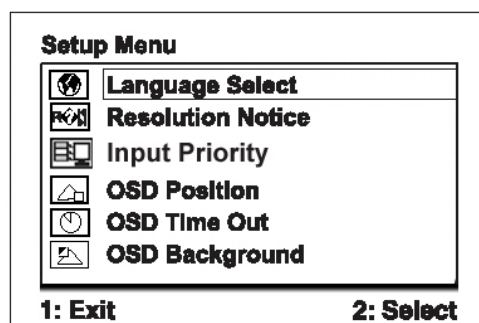 Setup Menu
Language Select
Resolution Notice
Input Priority
OSD Position
OSD Time Out
OSD Background
1: Exit 2: Select